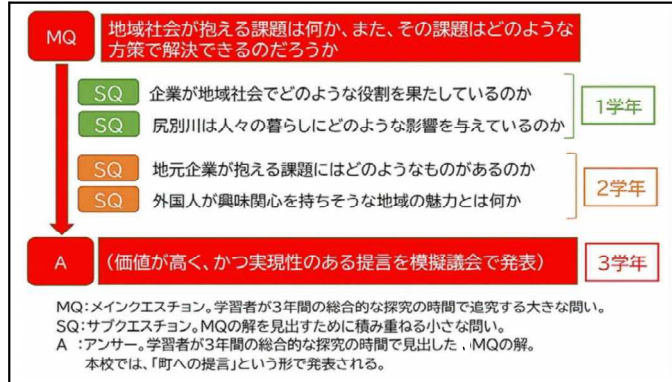 MQ
地域社会が抱える課題は何か、また、その課題はどのような
方策で解決できるのだろうか
SQ 企業が地域社会でどのような役割を果たしているのか
SQ 尻別川は人々の暮らしにどのような影響を与えているのか
1学年
SQ 地元企業が抱える課題にはどのようなものがあるのか
SQ 外国人が興味関心を持ちそうな地域の魅力とは何か
2学年
A (価値が高く、かつ実現性のある提言を模擬議会で発表)
3学年
MQ:メインクエスチョン。学習者が3年間の総合的な探究の時間で追究する大きな問い。
SQ:サブクエスチョン。MQの解を見出すために積み重ねる小さな問い。
A :アンサー。学習者が3年間の総合的な探究の時間で見出した、MQの解。
本校では、「町への提言」という形で発表される。